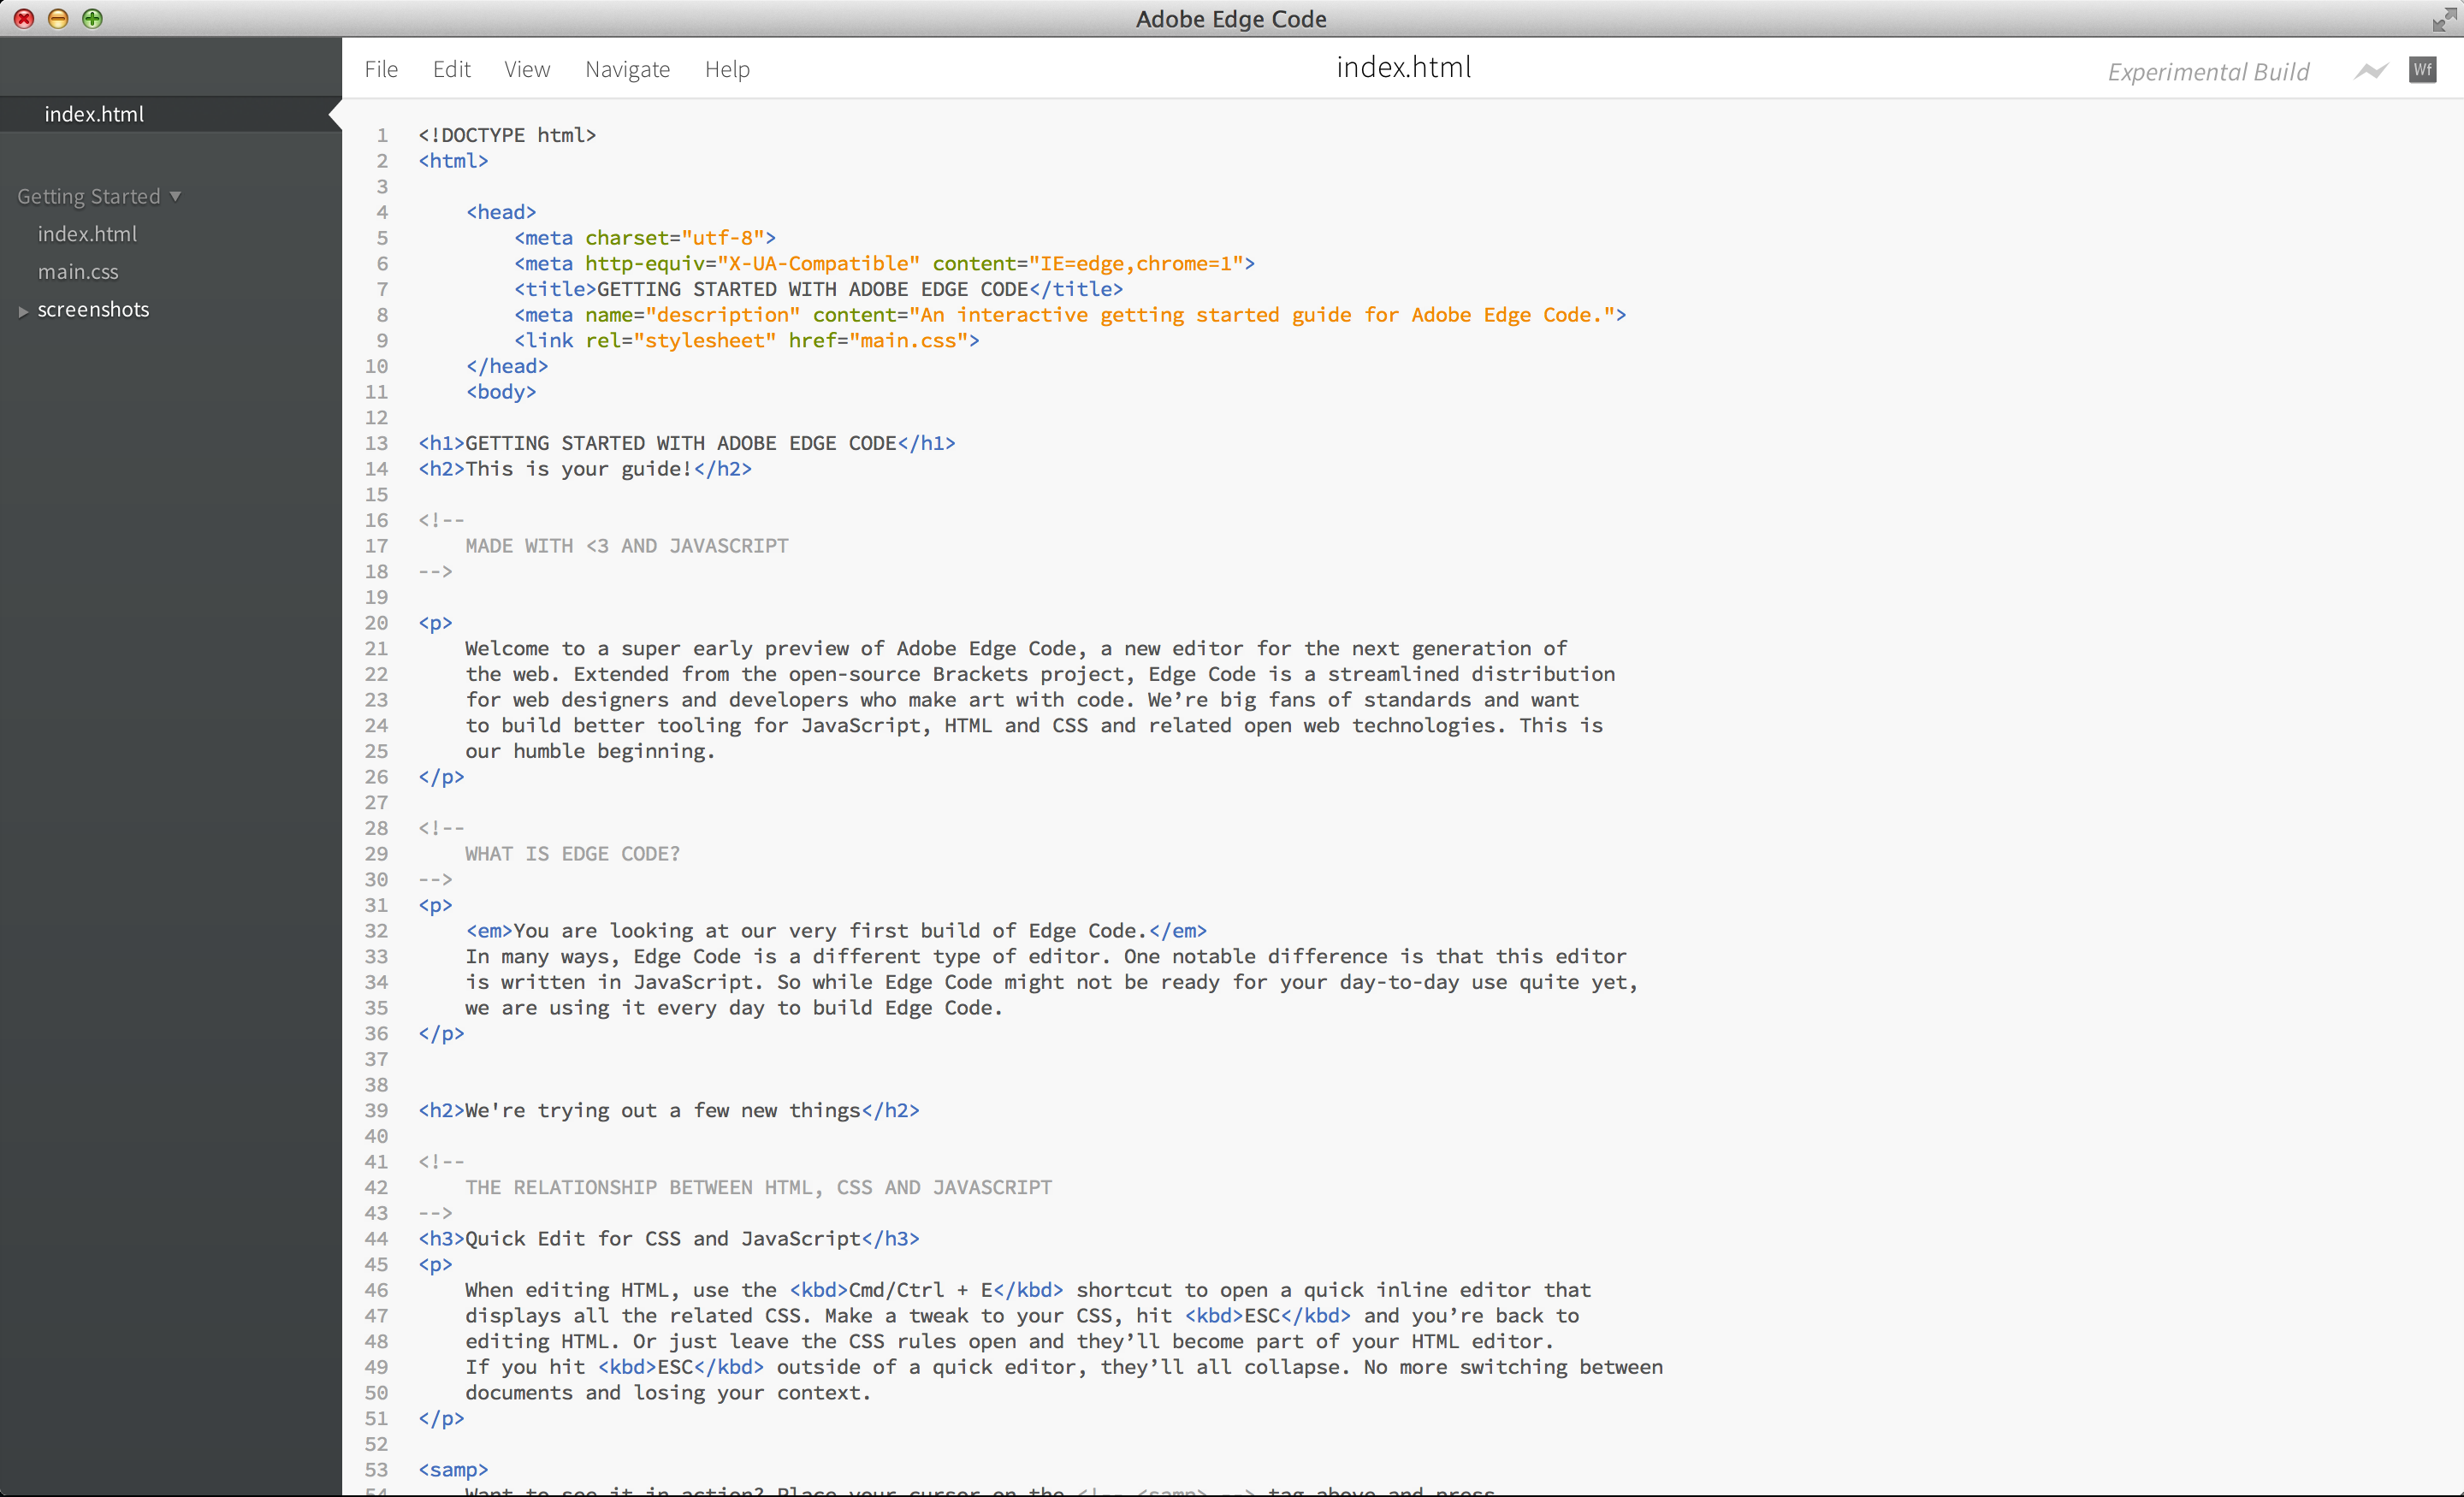 Adobe Edge Code
File Edit View Navigate Help
index.html
Experimental Build
Wf
index.html
Getting Started
index.html
main.css
screenshots
1 <!DOCTYPE html>
2 <html>
3
4 <head>
5 <meta charset="utf-8">
6 <meta http-equiv="X-UA-Compatible" content="IE=edge,chrome=1">
7 <title>GETTING STARTED WITH ADOBE EDGE CODE</title>
8 <meta name="description" content="An interactive getting started guide for Adobe Edge Code.">
9 <link rel="stylesheet" href="main.css">
10 </head>
11 <body>
12
13 <h1>GETTING STARTED WITH ADOBE EDGE CODE</h1>
14 <h2>This is your guide!</h2>
15
16 <!--
17 MADE WITH <3 AND JAVASCRIPT
18 -->
19
20 <p>
21 Welcome to a super early preview of Adobe Edge Code, a new editor for the next generation of
22 the web. Extended from the open-source Brackets project, Edge Code is a streamlined distribution
23 for web designers and developers who make art with code. We’re big fans of standards and want
24 to build better tooling for JavaScript, HTML and CSS and related open web technologies. This is
25 our humble beginning.
26 </p>
27
28 <!--
29 WHAT IS EDGE CODE?
30 -->
31 <p>
32 <em>You are looking at our very first build of Edge Code.</em>
33 In many ways, Edge Code is a different type of editor. One notable difference is that this editor
34 is written in JavaScript. So while Edge Code might not be ready for your day-to-day use quite yet,
35 we are using it every day to build Edge Code.
36 </p>
37
38
39 <h2>We're trying out a few new things</h2>
40
41 <!--
42 THE RELATIONSHIP BETWEEN HTML, CSS AND JAVASCRIPT
43 -->
44 <h3>Quick Edit for CSS and JavaScript</h3>
45 <p>
46 When editing HTML, use the <kbd>Cmd/Ctrl + E</kbd> shortcut to open a quick inline editor that
47 displays all the related CSS. Make a tweak to your CSS, hit <kbd>ESC</kbd> and you’re back to
48 editing HTML. Or just leave the CSS rules open and they’ll become part of your HTML editor.
49 If you hit <kbd>ESC</kbd> outside of a quick editor, they’ll all collapse. No more switching between
50 documents and losing your context.
51 </p>
52
53 <samp>
54 Want to see it in action? Place your cursor on the <!-- <samp> --> tag above and press